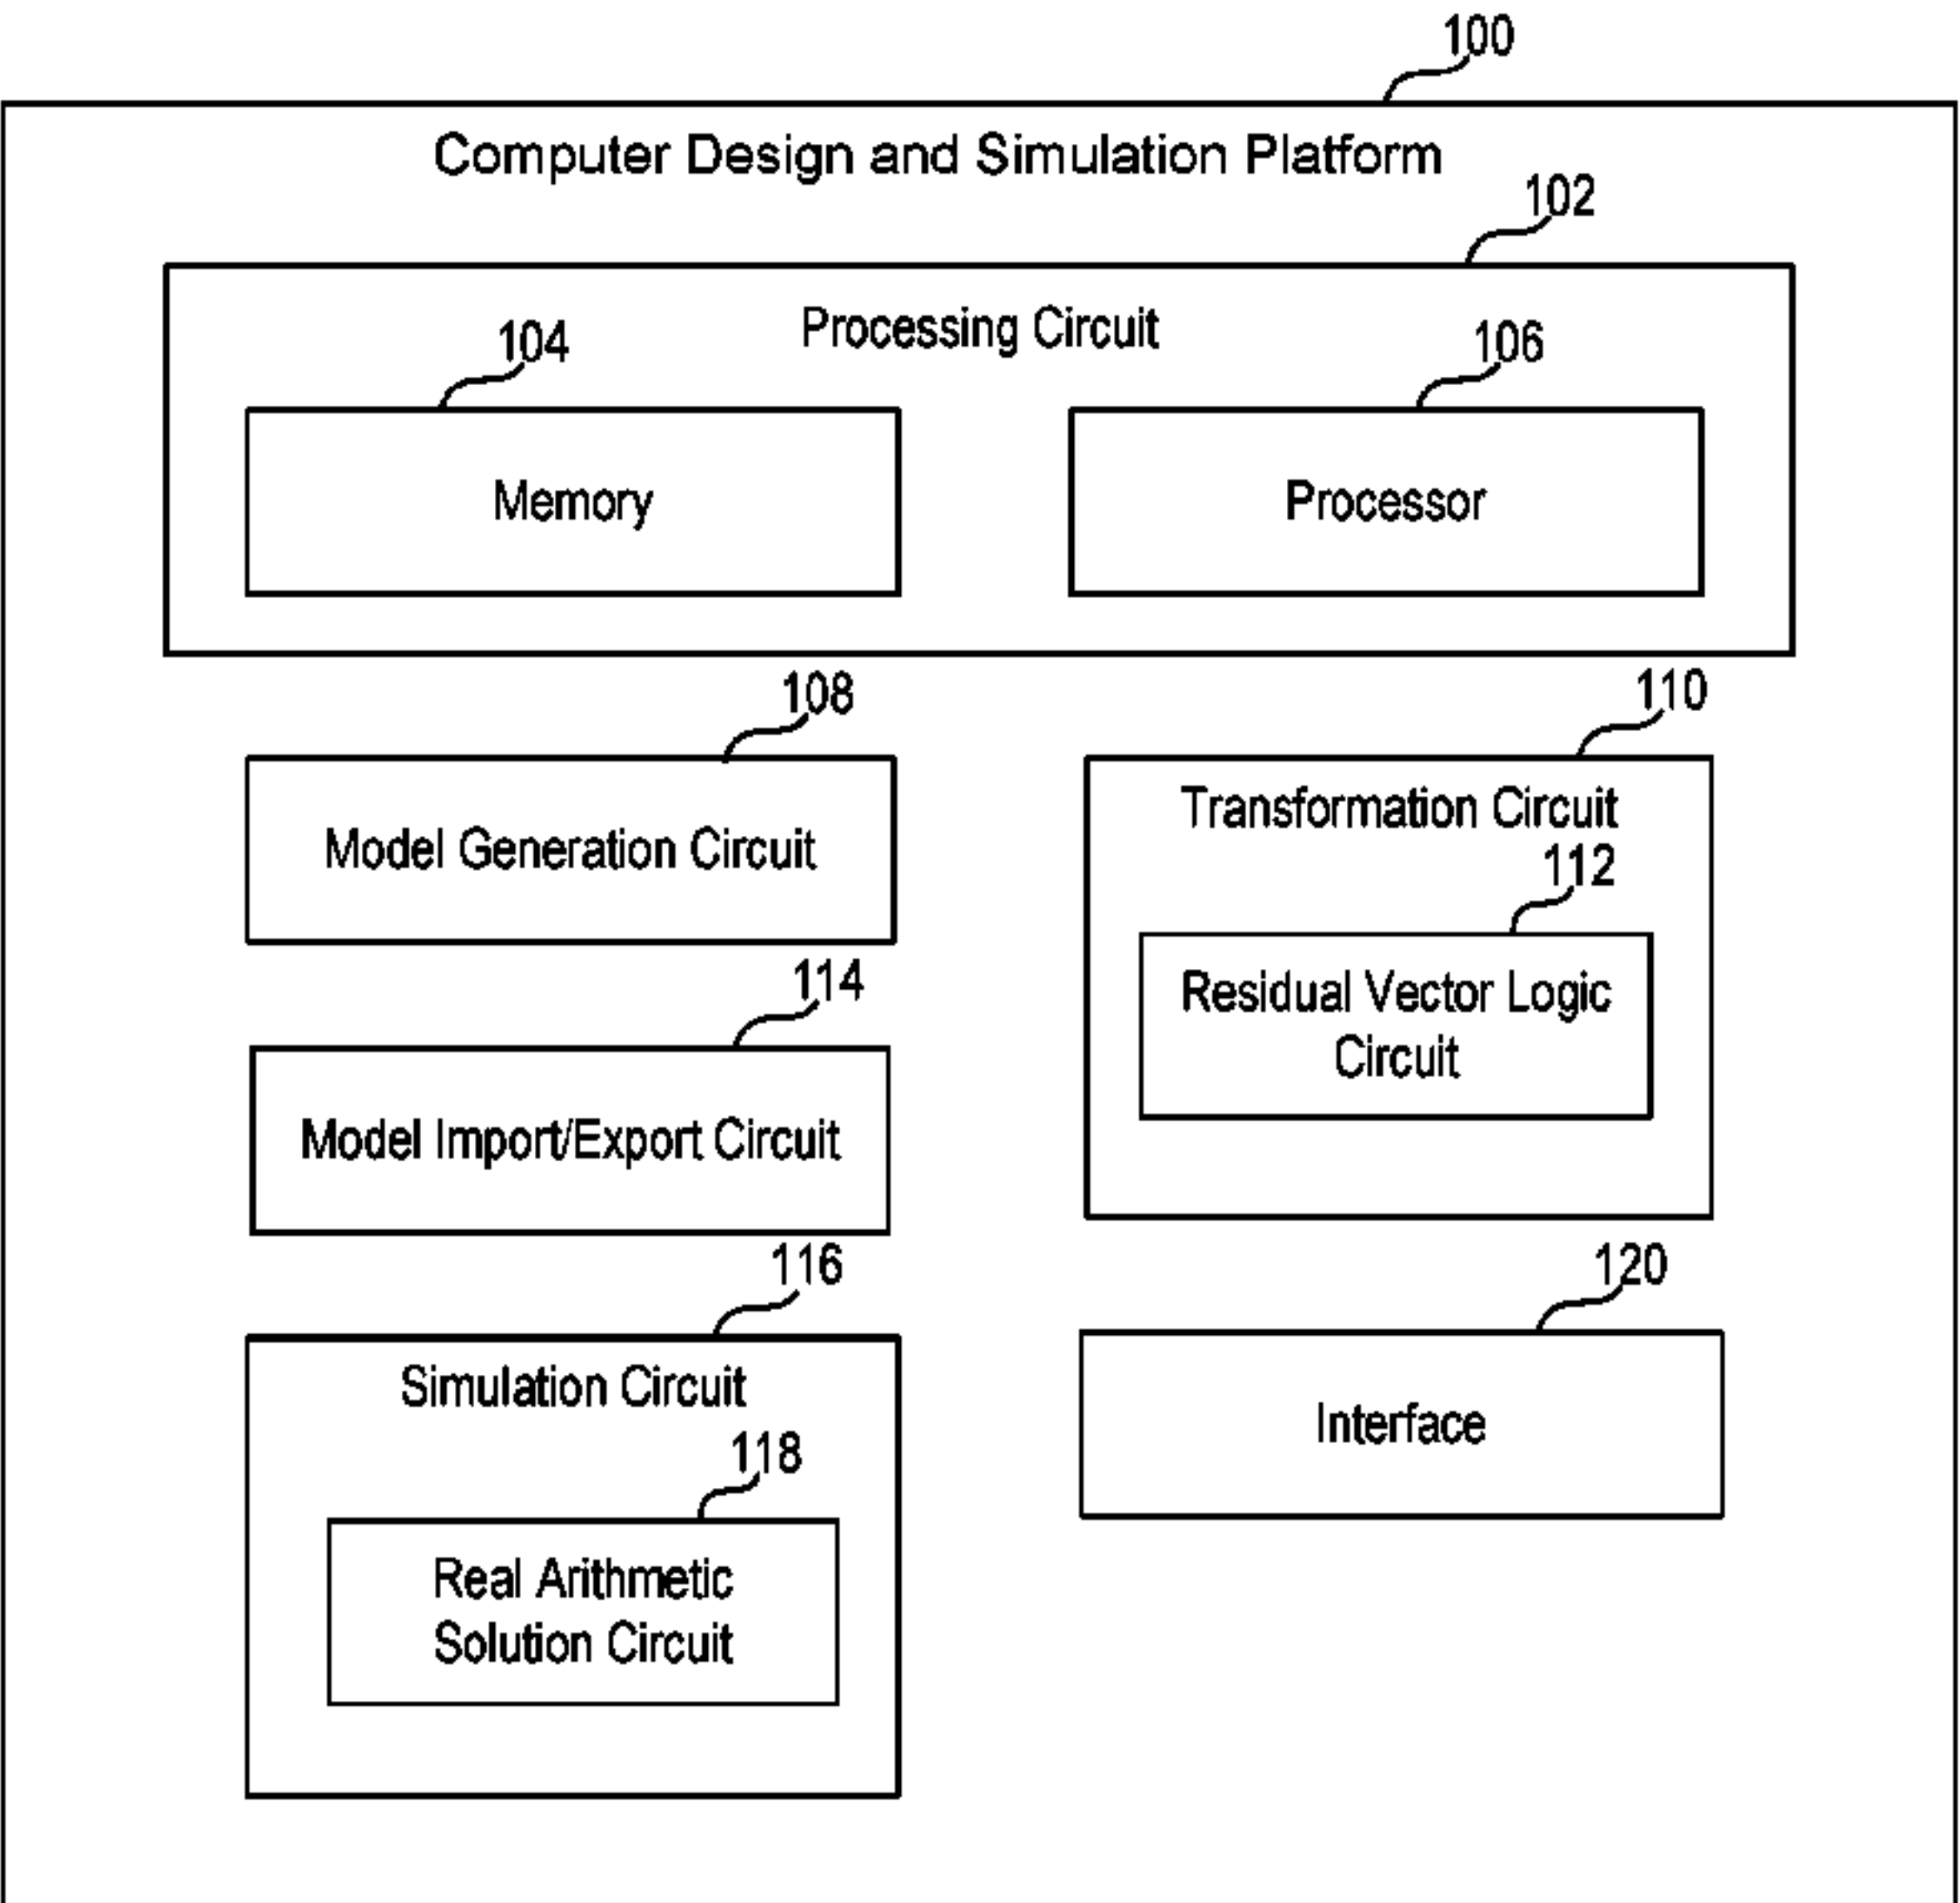 100
Computer Design and Simulation Platform
102
Processing Circuit
104
106
Memory
Processor
108
110
Model Generation Circuit
Transformation Circuit
112
Residual Vector Logic
Circuit
114
Model Import/Export Circuit
116
120
Simulation Circuit
Interface
118
Real Arithmetic
Solution Circuit